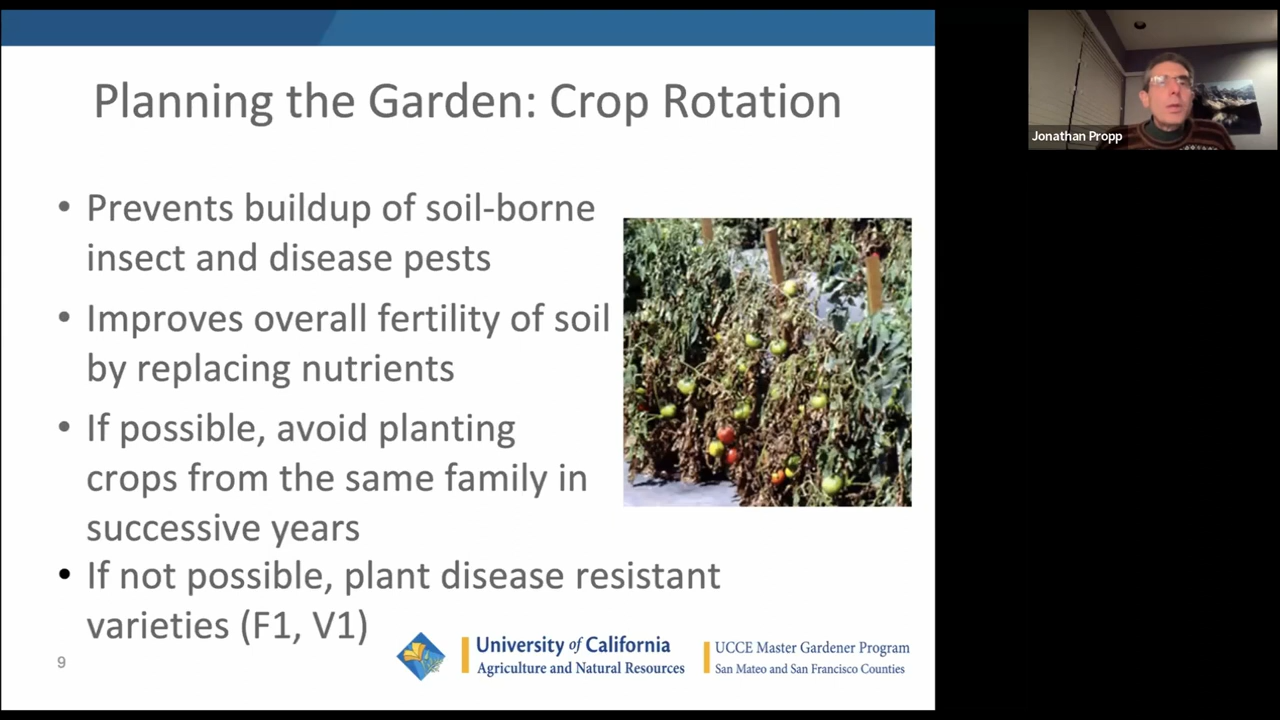 Planning the Garden: Crop Rotation
• Prevents buildup of soil-borne
insect and disease pests
• Improves overall fertility of soil
by replacing nutrients
• If possible, avoid planting
crops from the same family in
successive years
• If not possible, plant disease resistant
varieties (F1, V1)
9
University of California
Agriculture and Natural Resources
UCCE Master Gardener Program
San Mateo and San Francisco Counties
Jonathan Propp